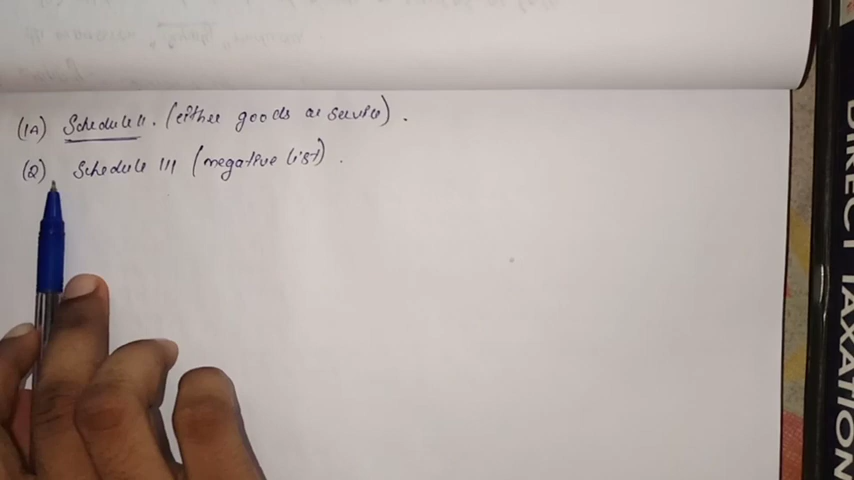 (1A) Schedule II. (either goods or service).
(2) Schedule III (negative list).
DIRECT TAXATION